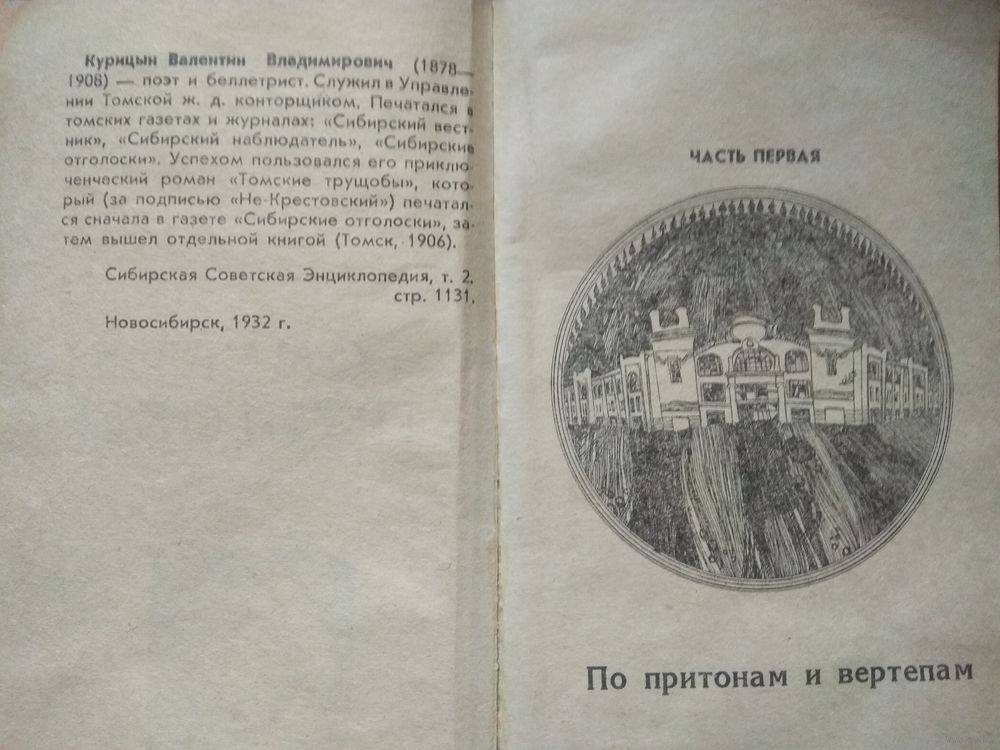 Курицын Валентин Владимирович (1878—
1908) — поэт и беллетрист. Служил в Управле-
нии Томской ж. д. конторщиком. Печатался в
томских газетах и журналах: «Сибирский вест-
ник», «Сибирский наблюдатель», «Сибирские
отголоски». Успехом пользовался его приклю-
ченческий роман «Томские трущобы», кото-
рый (за подписью «Не-Крестовский») печатал-
ся сначала в газете «Сибирские отголоски», за-
тем вышел отдельной книгой (Томск, 1906).
Сибирская Советская Энциклопедия, т. 2,
стр. 1131,
Новосибирск, 1932 г.
ЧАСТЬ ПЕРВАЯ
По притонам и вертепам